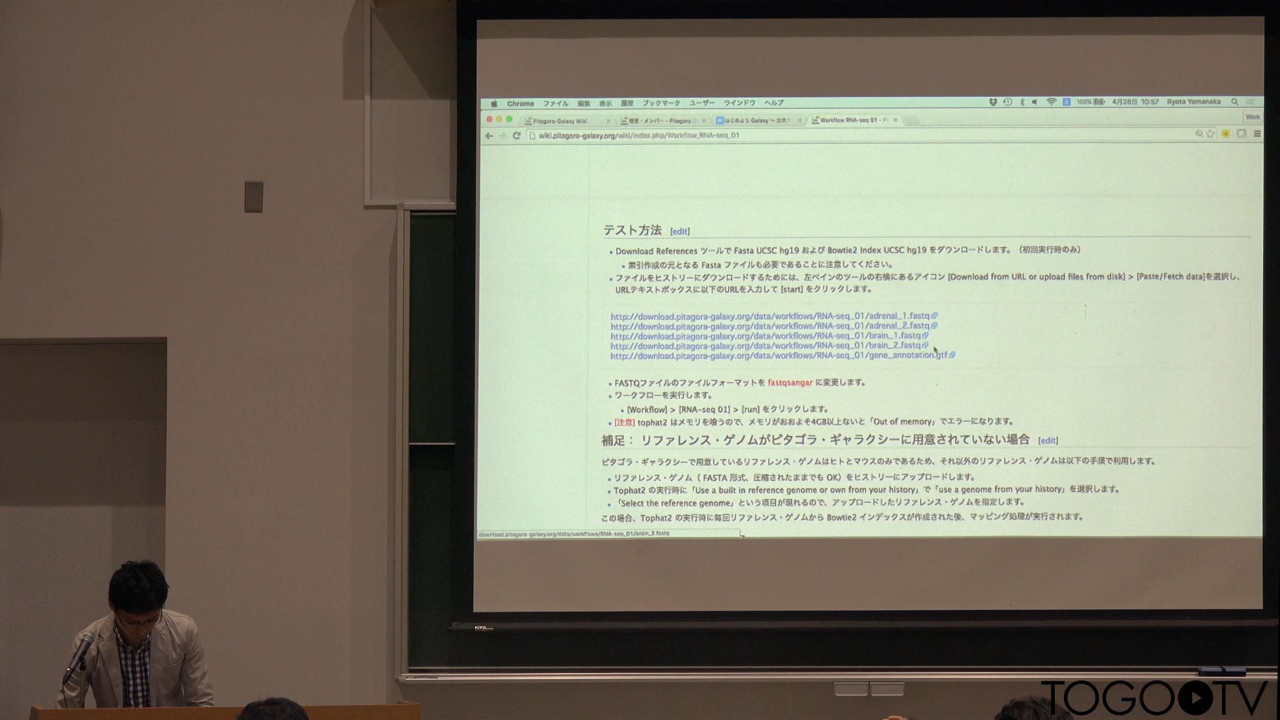 Chrome ファイル 編集 表示 履歴 ブックマーク ユーザー ウインドウ ヘルプ 100% 4月28日 10:57 Ryota Yamanaka
Pitagora-Galaxy Wiki
Workflow RNA-seq 01 - P
Work
wiki.pitagora-galaxy.org/wiki/index.php/Workflow_RNA-seq_01
テスト方法 [edit]
Download References ツールで Fasta UCSC hg19 および Bowtie2 Index UCSC hg19 をダウンロードします。（初回実行時のみ）
索引作成の元となる Fasta ファイルも必要であることに注意してください。
ファイルをヒストリーにダウンロードするためには、左ペインのツールの右横にあるアイコン [Download from URL or upload files from disk] > [Paste/Fetch data]を選択し、
URLテキストボックスに以下のURLを入力して [start] をクリックします。
http://download.pitagora-galaxy.org/data/workflows/RNA-seq_01/adrenal_1.fastq
http://download.pitagora-galaxy.org/data/workflows/RNA-seq_01/adrenal_2.fastq
http://download.pitagora-galaxy.org/data/workflows/RNA-seq_01/brain_1.fastq
http://download.pitagora-galaxy.org/data/workflows/RNA-seq_01/brain_2.fastq
http://download.pitagora-galaxy.org/data/workflows/RNA-seq_01/gene_annotation.gtf
FASTQファイルのファイルフォーマットを fastqsangar に変更します。
ワークフローを実行します。
[Workflow] > [RNA-seq 01] > [run] をクリックします。
[注意] tophat2 はメモリを喰うので、メモリがおおよそ4GB以上ないと「Out of memory」でエラーになります。
補足： リファレンス・ゲノムがピタゴラ・ギャラクシーに用意されていない場合 [edit]
ピタゴラ・ギャラクシーで用意しているリファレンス・ゲノムはヒトとマウスのみであるため、それ以外のリファレンス・ゲノムは以下の手順で利用します。
リファレンス・ゲノム（ FASTA 形式、圧縮されたままでも OK）をヒストリーにアップロードします。
Tophat2 の実行時に「Use a built in reference genome or own from your history」で「use a genome from your history」を選択します。
「Select the reference genome」という項目が現れるので、アップロードしたリファレンス・ゲノムを指定します。
この場合、Tophat2 の実行時に毎回リファレンス・ゲノムから Bowtie2 インデックスが作成された後、マッピング処理が実行されます。
download.pitagora-galaxy.org/data/workflows/RNA-seq_01/brain_2.fastq
TOGOTV